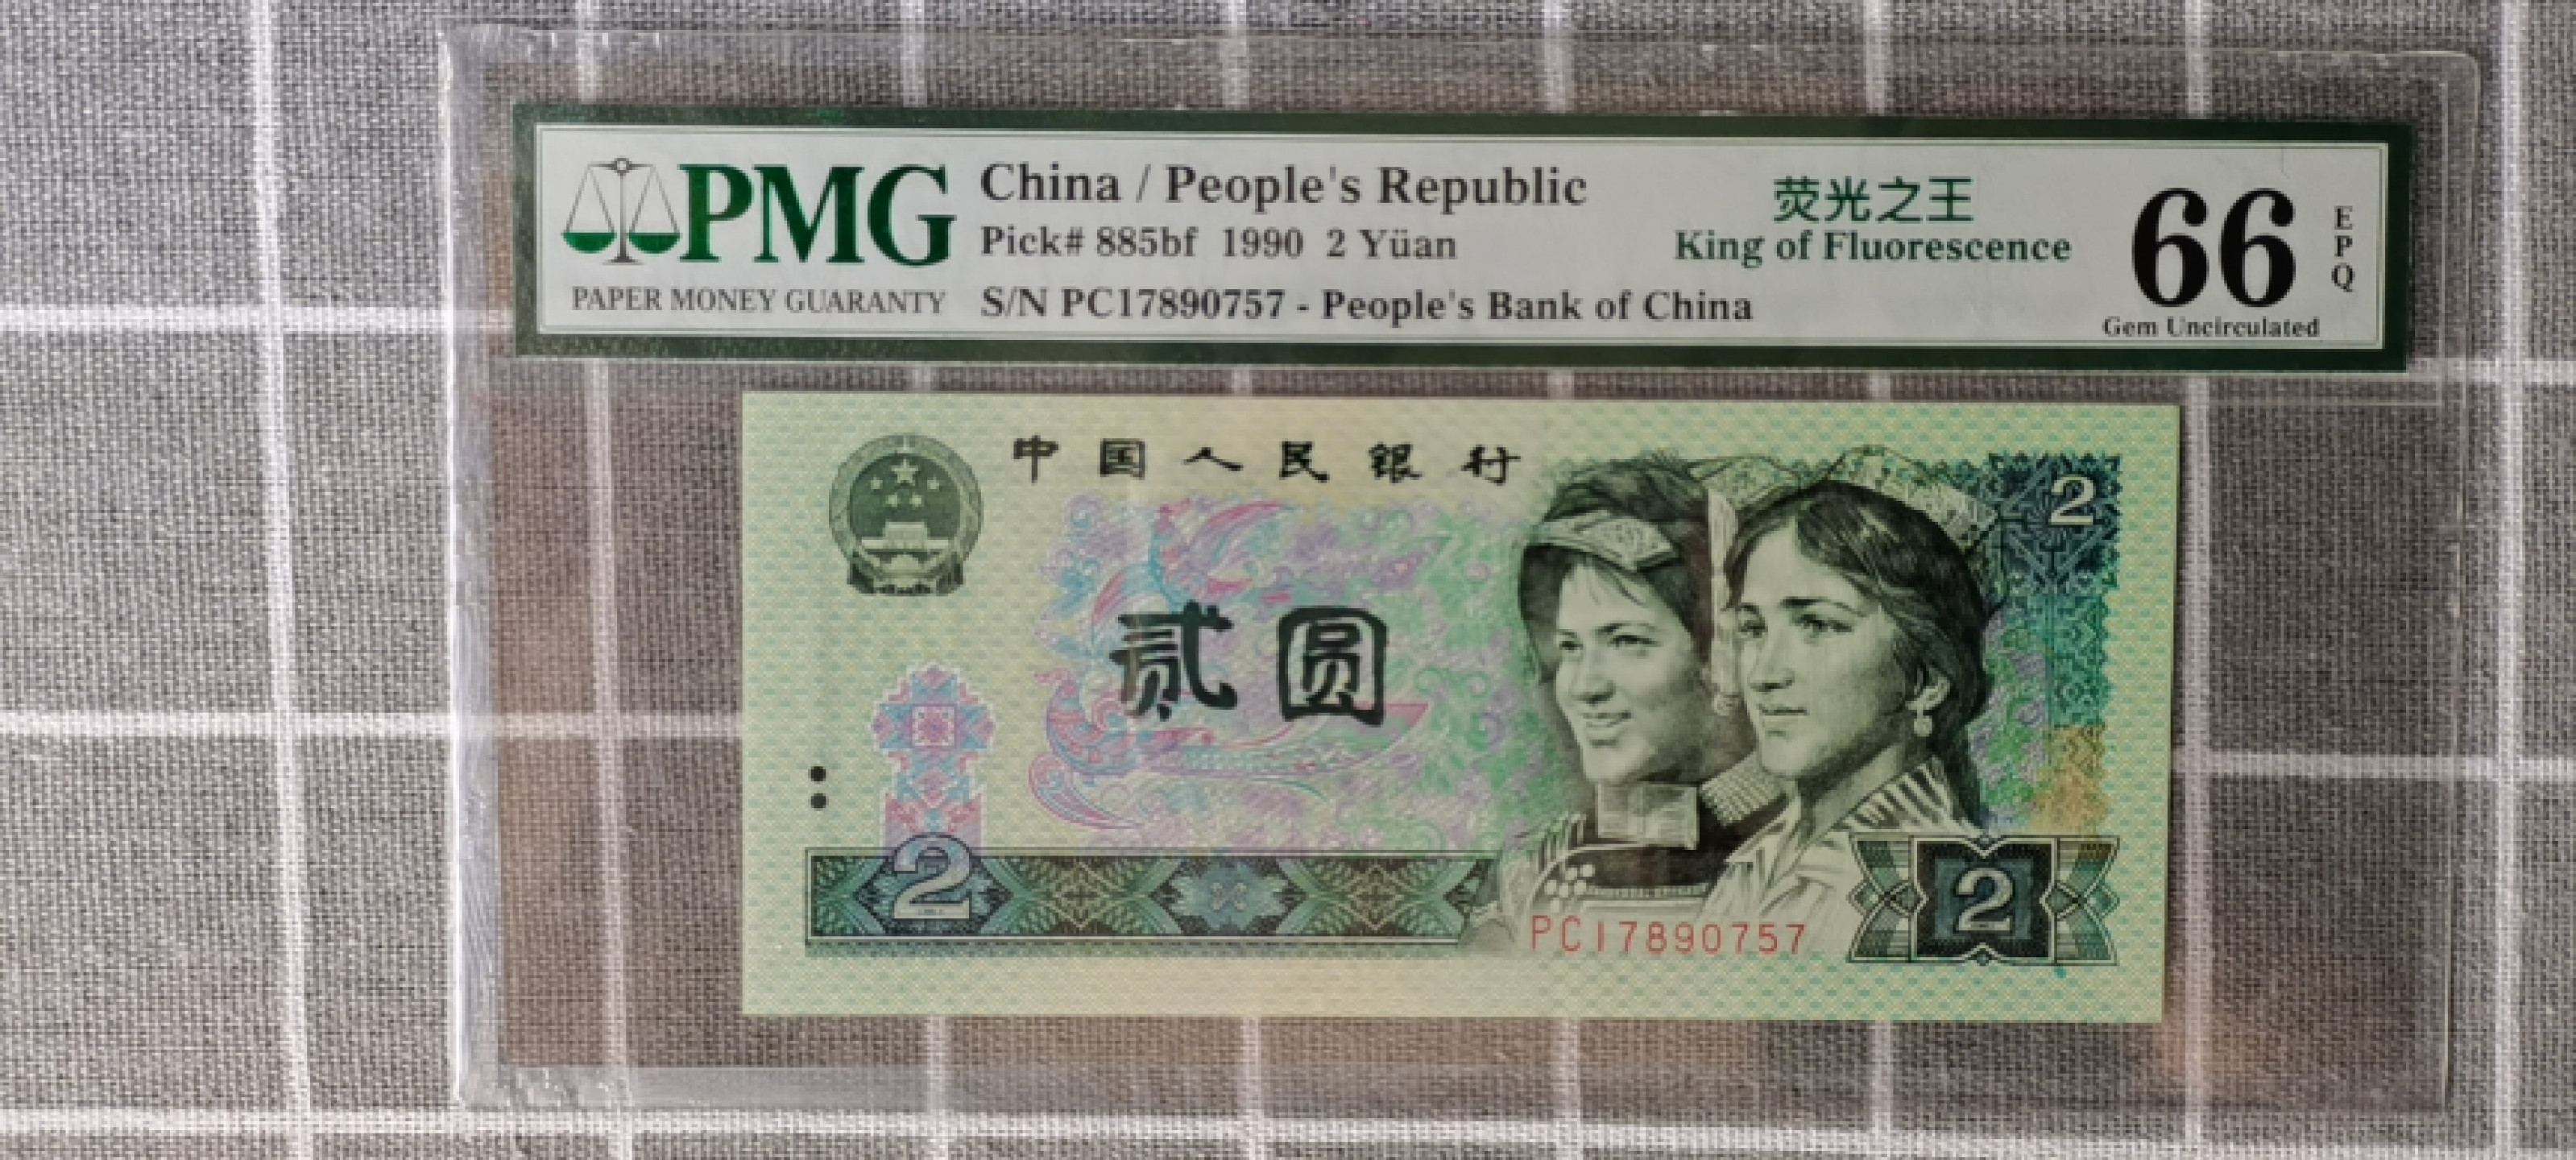 PMG
PAPER MONEY GUARANTY
China / People's Republic
Pick# 885bf 1990 2 Yüan
S/N PC17890757 - People's Bank of China
荧光之王
King of Fluorescence
66
EPQ
Gem Uncirculated
中国人民银行
2
贰圆
2
PC17890757
2